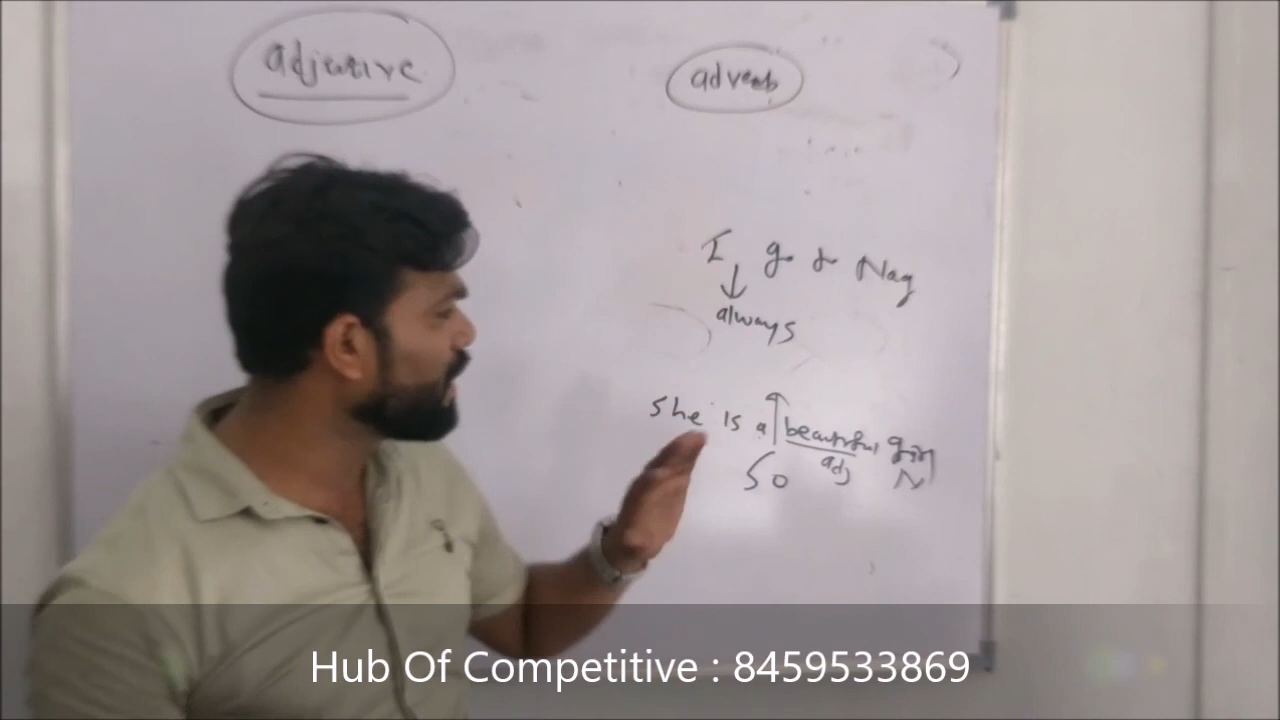 adjective
adverb
I go to Nag
always
She is a beautiful girl
So adj N
Hub Of Competitive : 8459533869